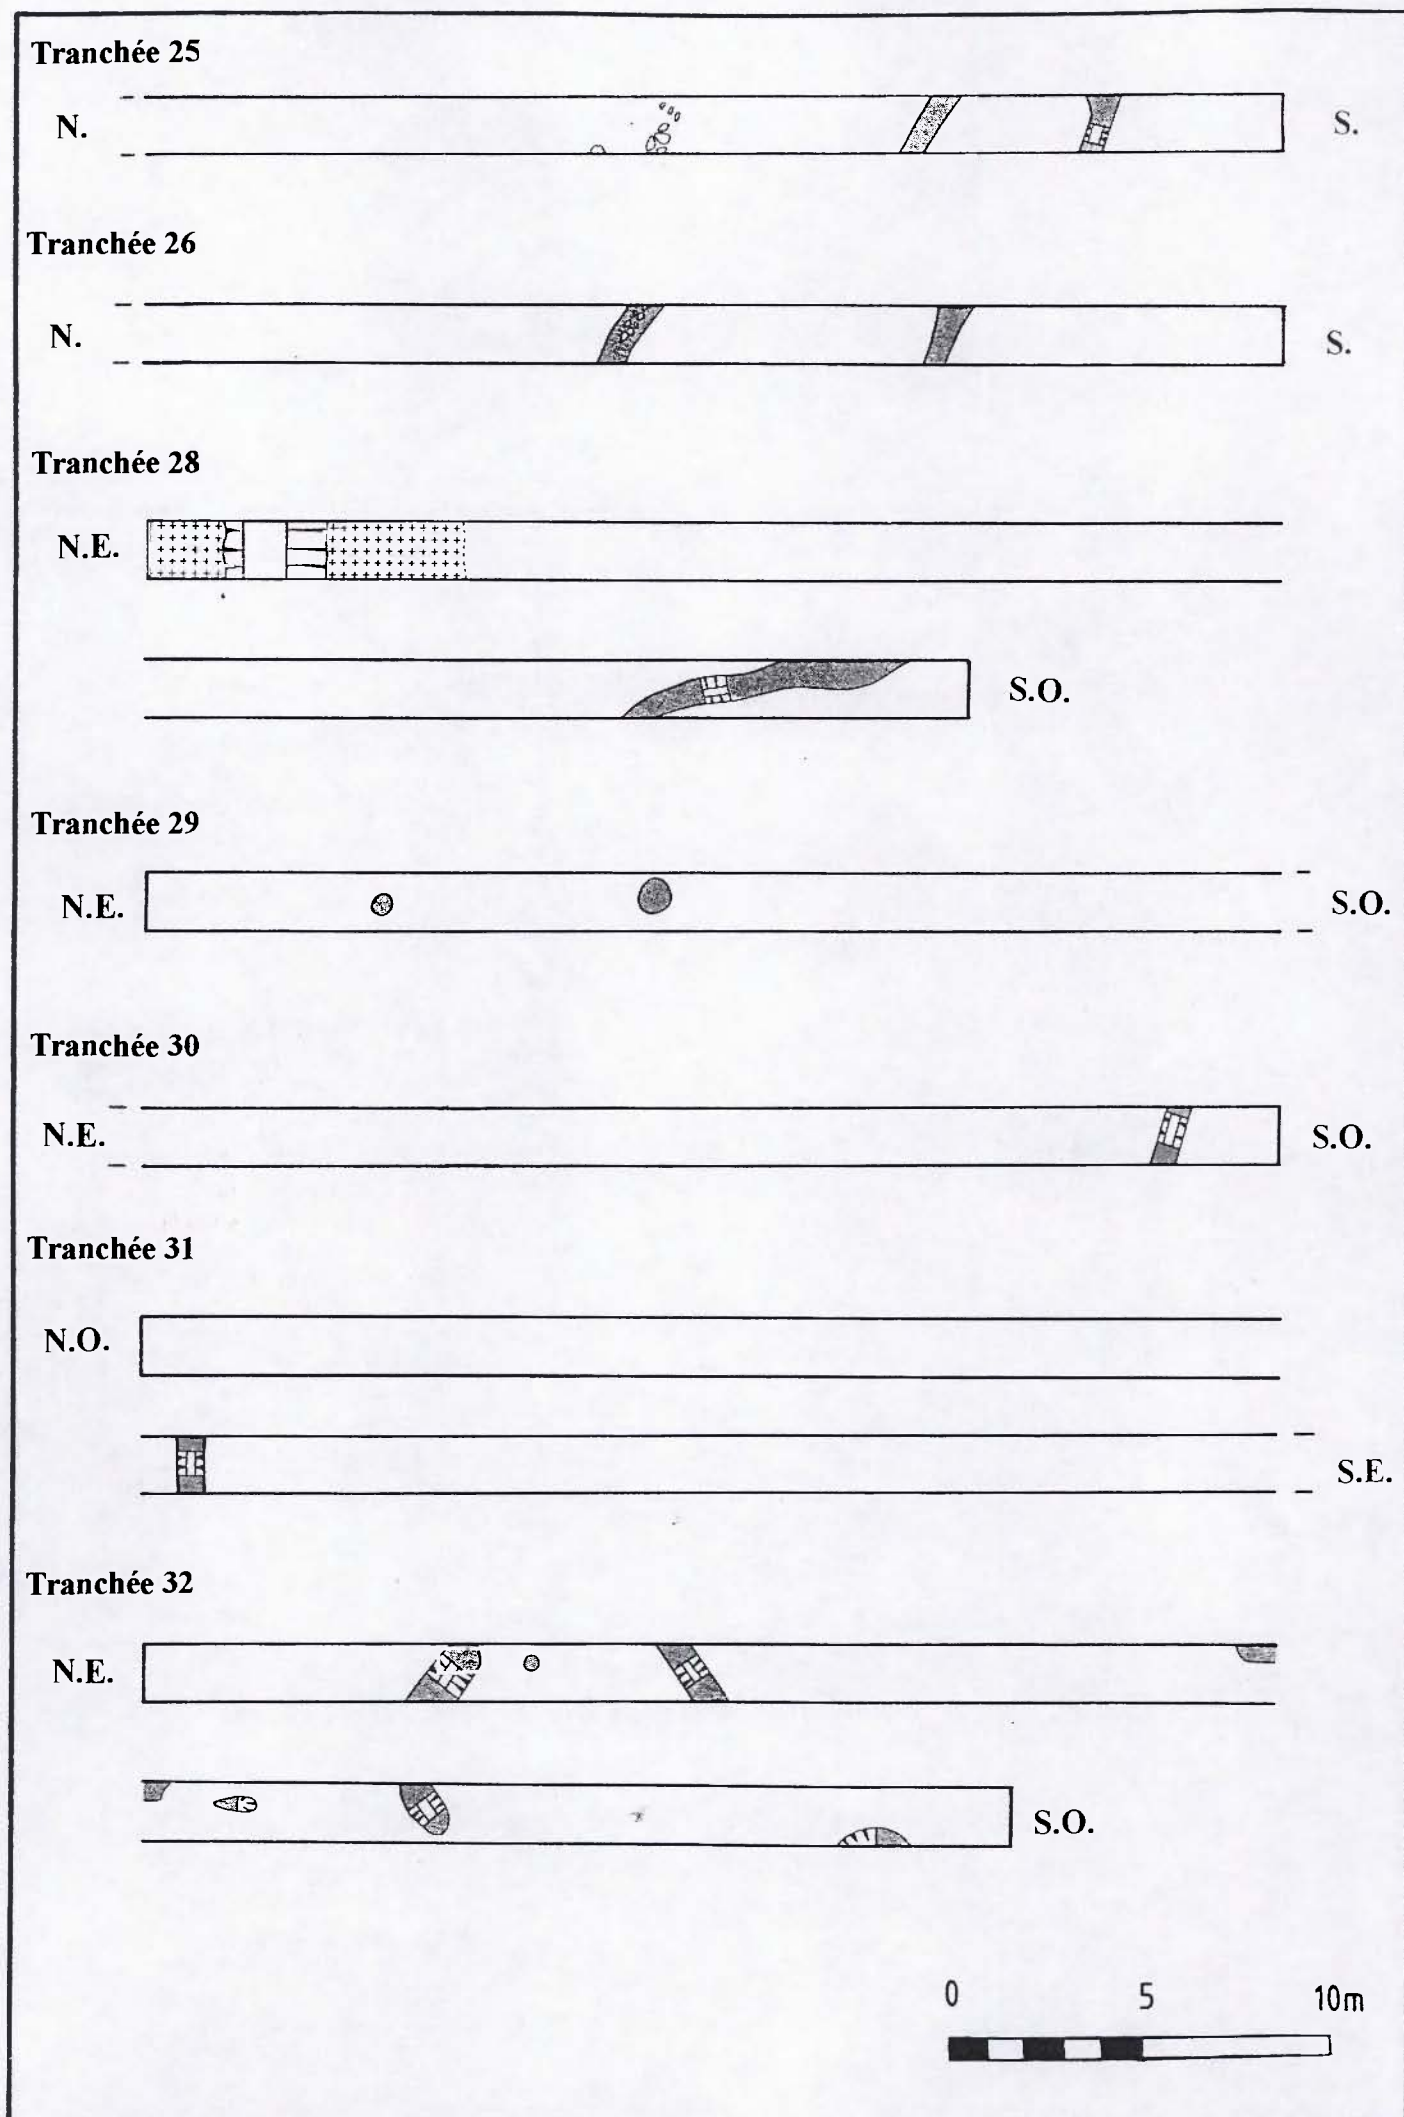 Tranchée 25
N. S.
Tranchée 26
N. S.
Tranchée 28
N.E.
S.O.
Tranchée 29
N.E. S.O.
Tranchée 30
N.E. S.O.
Tranchée 31
N.O.
S.E.
Tranchée 32
N.E.
S.O.
0 5 10m